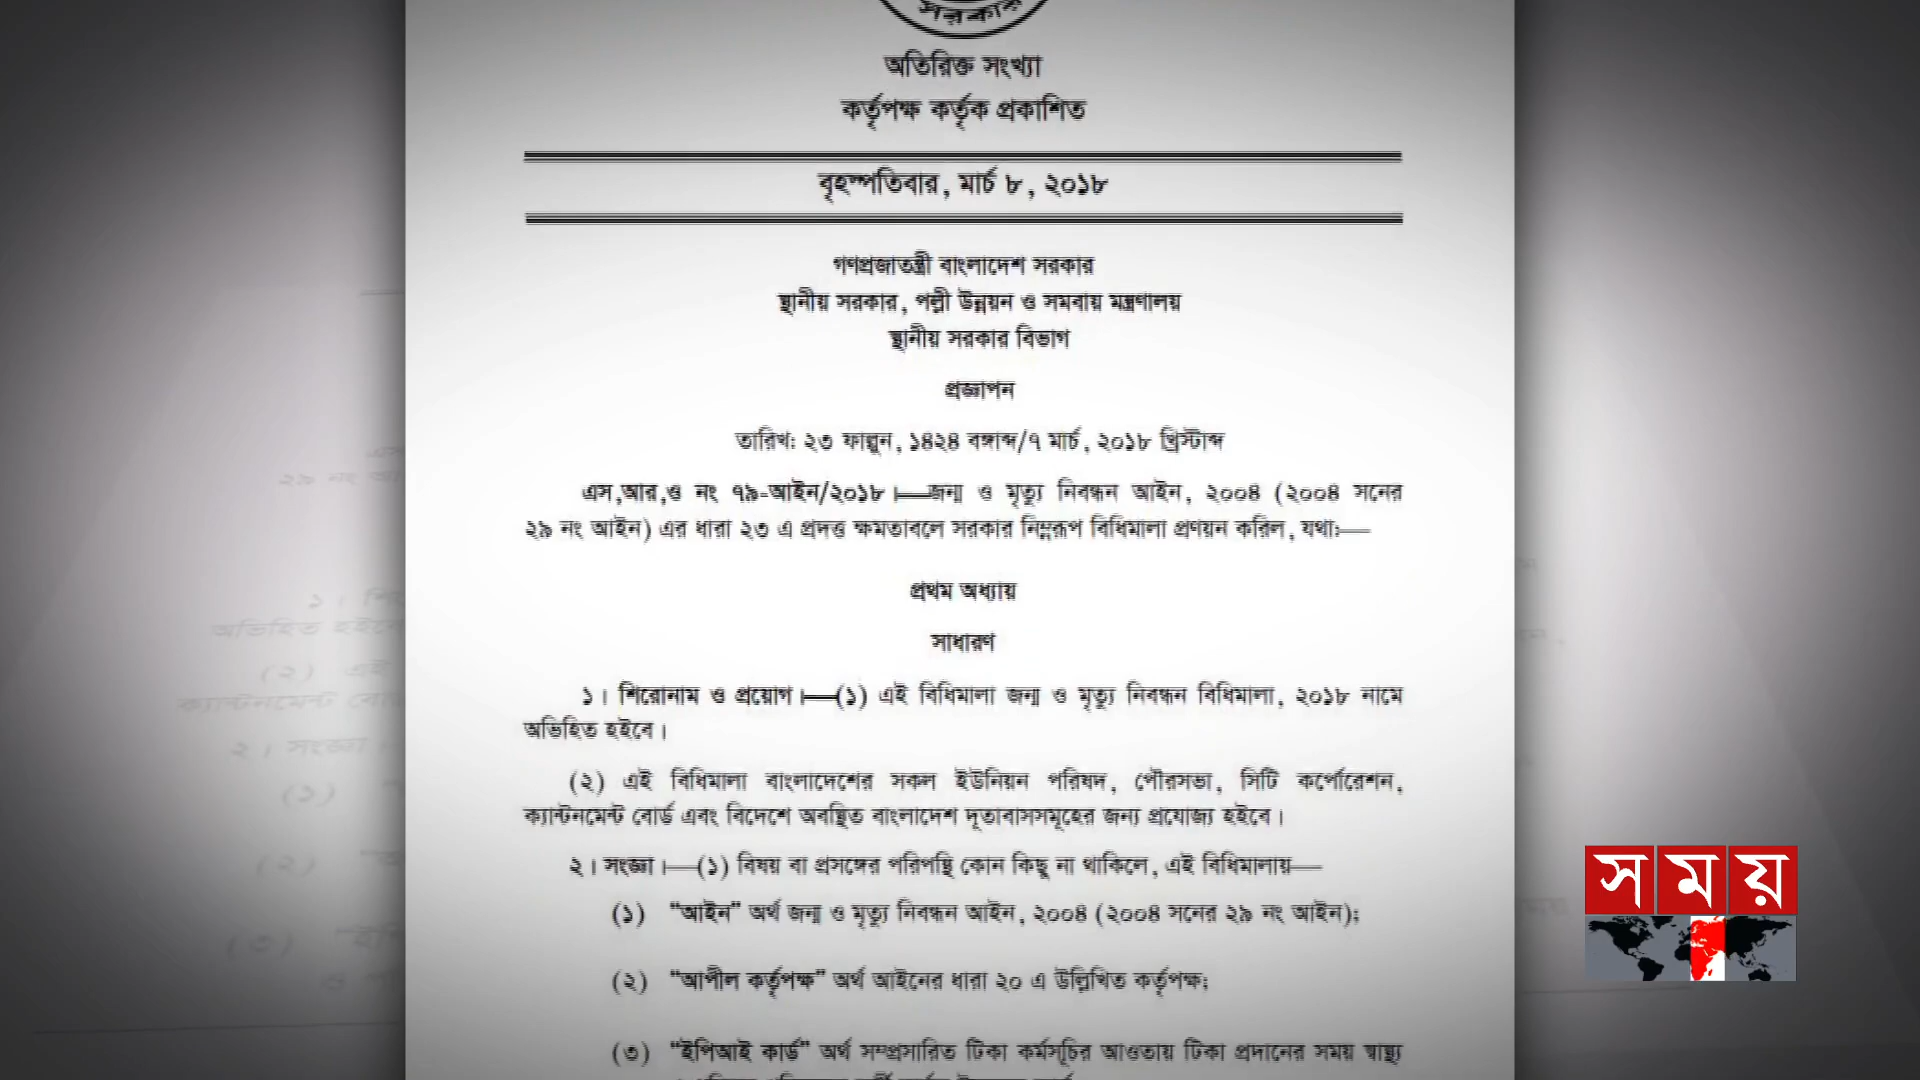 সরকার
অতিরিক্ত সংখ্যা
কর্তৃপক্ষ কর্তৃক প্রকাশিত
বৃহস্পতিবার, মার্চ ৮, ২০১৮
গণপ্রজাতন্ত্রী বাংলাদেশ সরকার
স্থানীয় সরকার, পল্লী উন্নয়ন ও সমবায় মন্ত্রণালয়
স্থানীয় সরকার বিভাগ
প্রজ্ঞাপন
তারিখ: ২৩ ফাল্গুন, ১৪২৪ বঙ্গাব্দ/৭ মার্চ, ২০১৮ খ্রিস্টাব্দ
এস,আর,ও নং ৭৯-আইন/২০১৮।—জন্ম ও মৃত্যু নিবন্ধন আইন, ২০০৪ (২০০৪ সনের
২৯ নং আইন) এর ধারা ২৩ এ প্রদত্ত ক্ষমতাবলে সরকার নিম্নরূপ বিধিমালা প্রণয়ন করিল, যথা:—
প্রথম অধ্যায়
সাধারণ
১। শিরোনাম ও প্রয়োগ।—(১) এই বিধিমালা জন্ম ও মৃত্যু নিবন্ধন বিধিমালা, ২০১৮ নামে
অভিহিত হইবে।
(২) এই বিধিমালা বাংলাদেশের সকল ইউনিয়ন পরিষদ, পৌরসভা, সিটি কর্পোরেশন,
ক্যান্টনমেন্ট বোর্ড এবং বিদেশে অবস্থিত বাংলাদেশ দূতাবাসসমূহের জন্য প্রযোজ্য হইবে।
২। সংজ্ঞা।—(১) বিষয় বা প্রসঙ্গের পরিপন্থি কোন কিছু না থাকিলে, এই বিধিমালায়—
(১) "আইন" অর্থ জন্ম ও মৃত্যু নিবন্ধন আইন, ২০০৪ (২০০৪ সনের ২৯ নং আইন);
(২) "আপীল কর্তৃপক্ষ" অর্থ আইনের ধারা ২০ এ উল্লিখিত কর্তৃপক্ষ;
(৩) "ইপিআই কার্ড" অর্থ সম্প্রসারিত টিকা কর্মসূচির আওতায় টিকা প্রদানের সময় স্বাস্থ্য
সময়